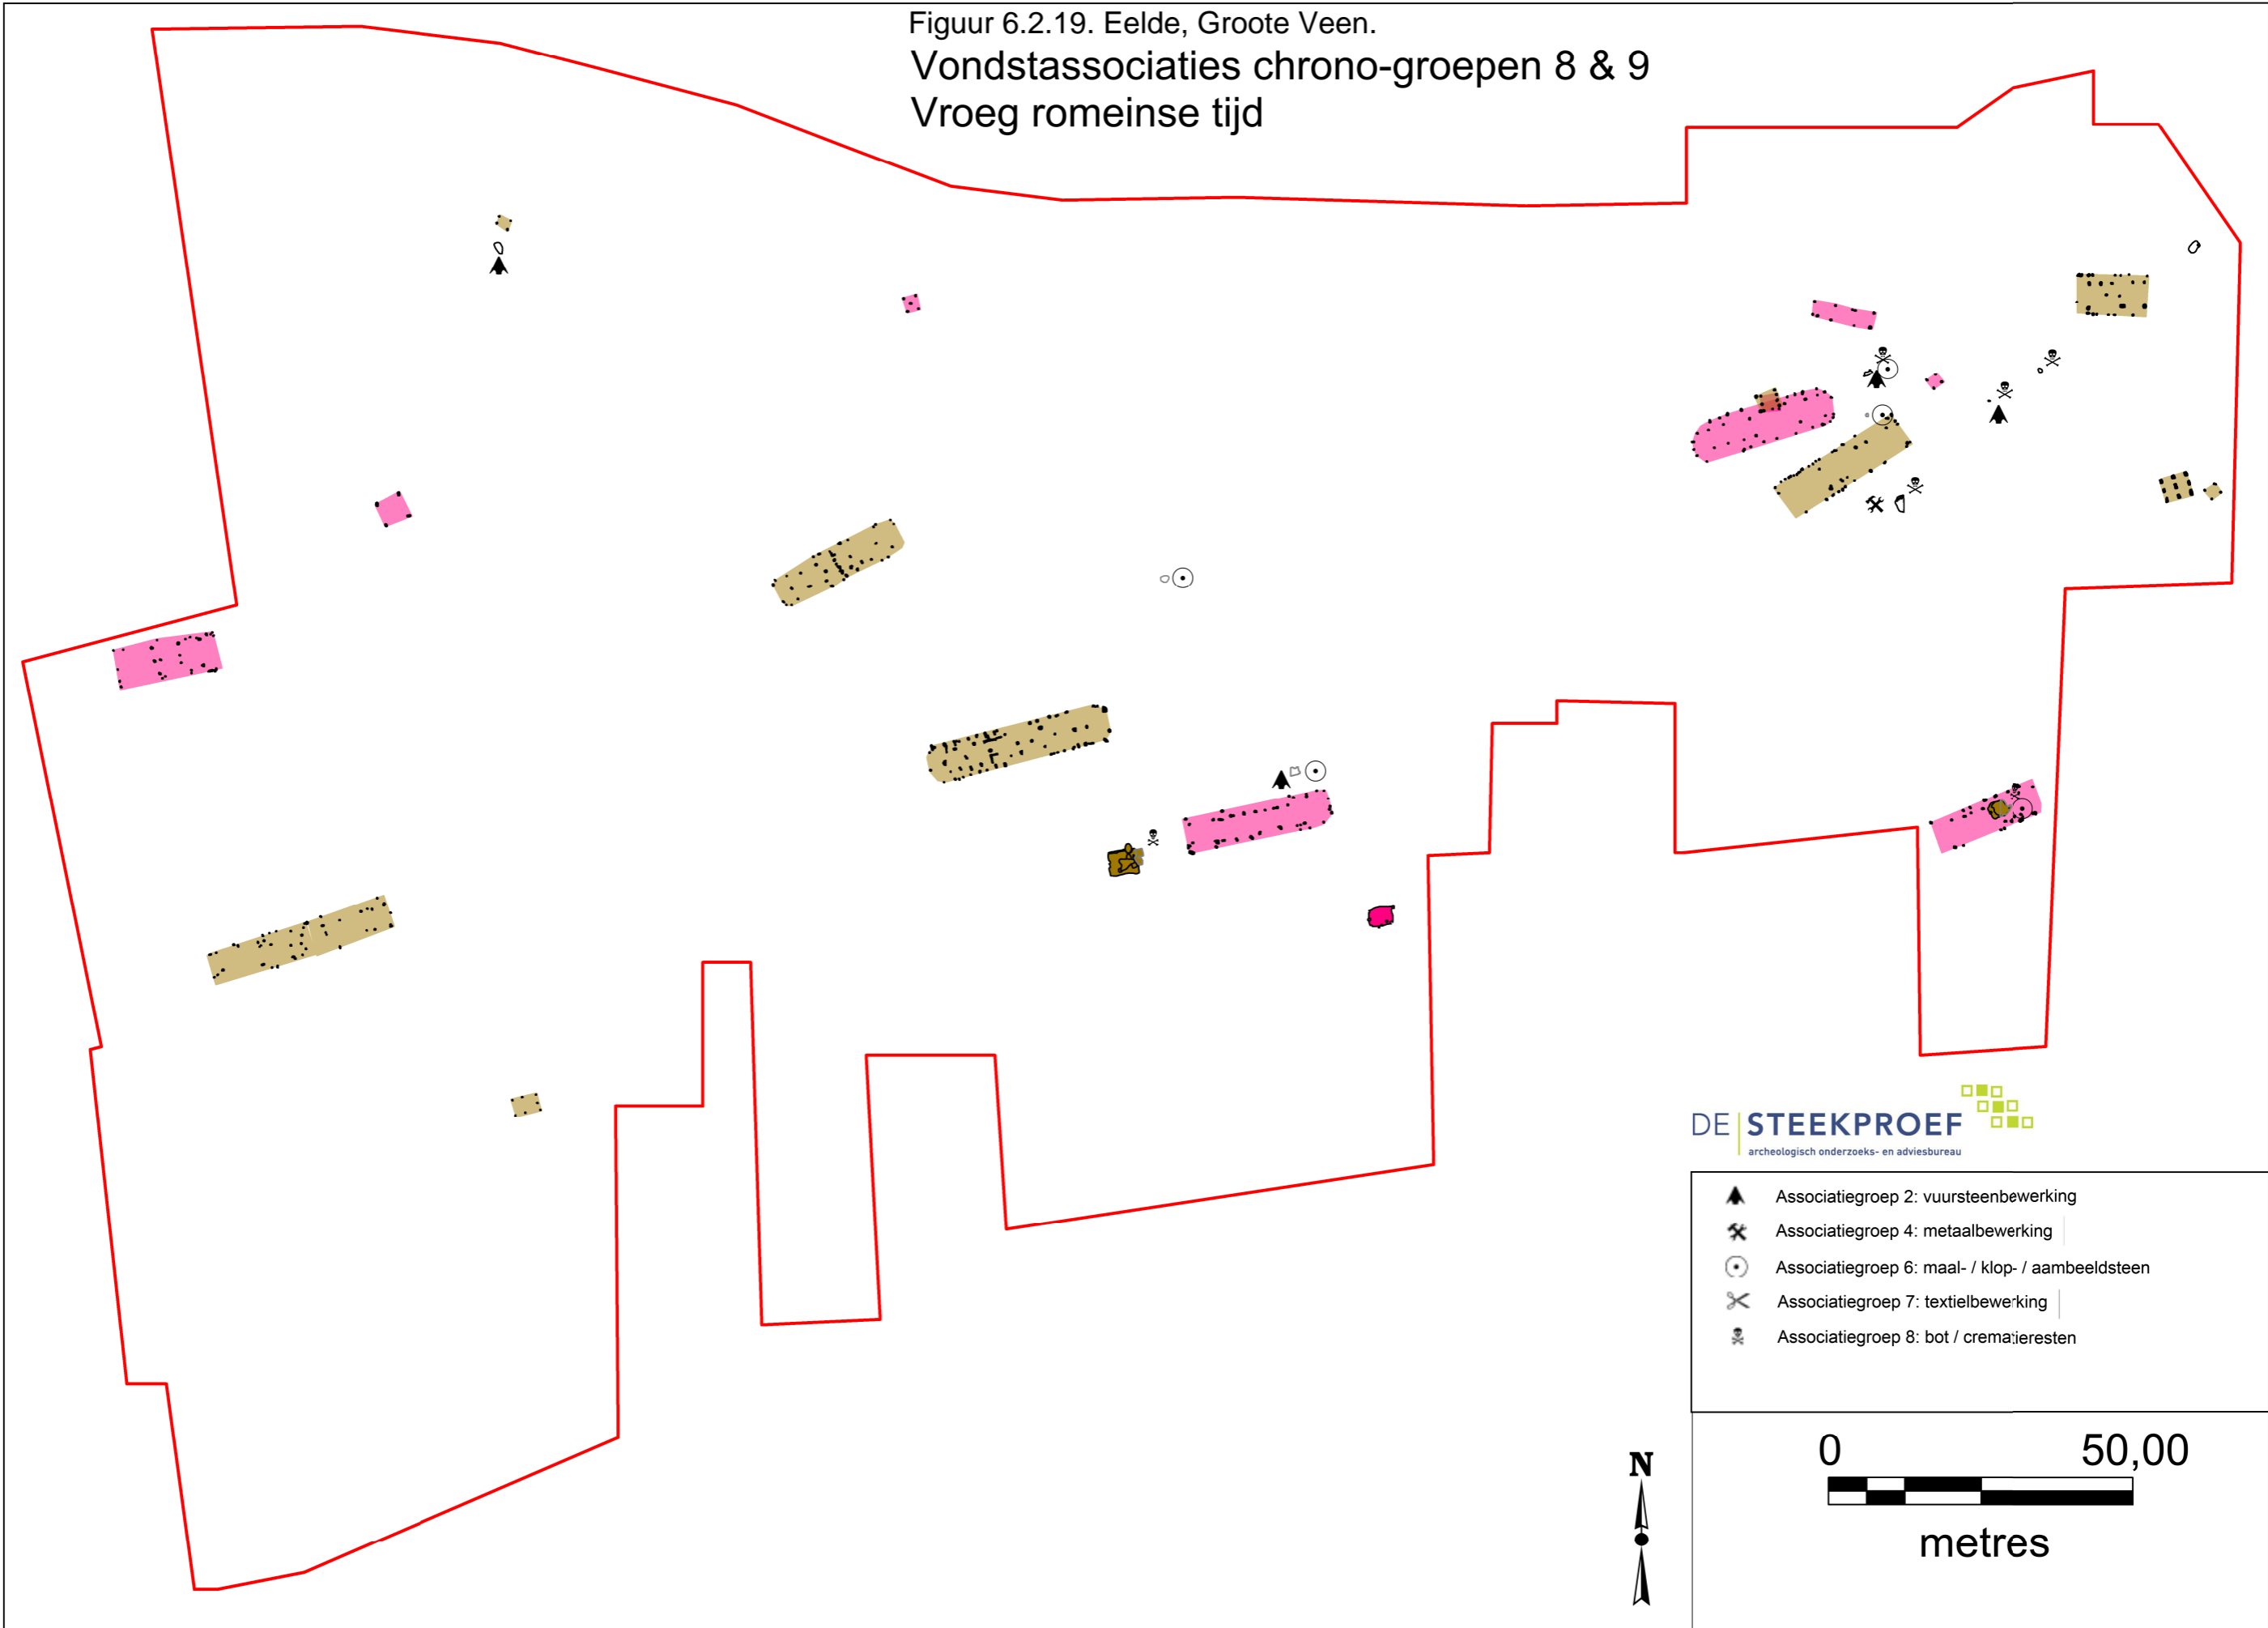 Figuur 6.2.19. Eelde, Groote Veen.
Vondstassociaties chrono-groepen 8 & 9
Vroeg romeinse tijd
DE STEEKPROEF
archeologisch onderzoeks- en adviesbureau
Associatiegroep 2: vuursteenbewerking
Associatiegroep 4: metaalbewerking
Associatiegroep 6: maal- / klop- / aambeeldsteen
Associatiegroep 7: textielbewerking
Associatiegroep 8: bot / crematieresten
N
0 50,00
metres